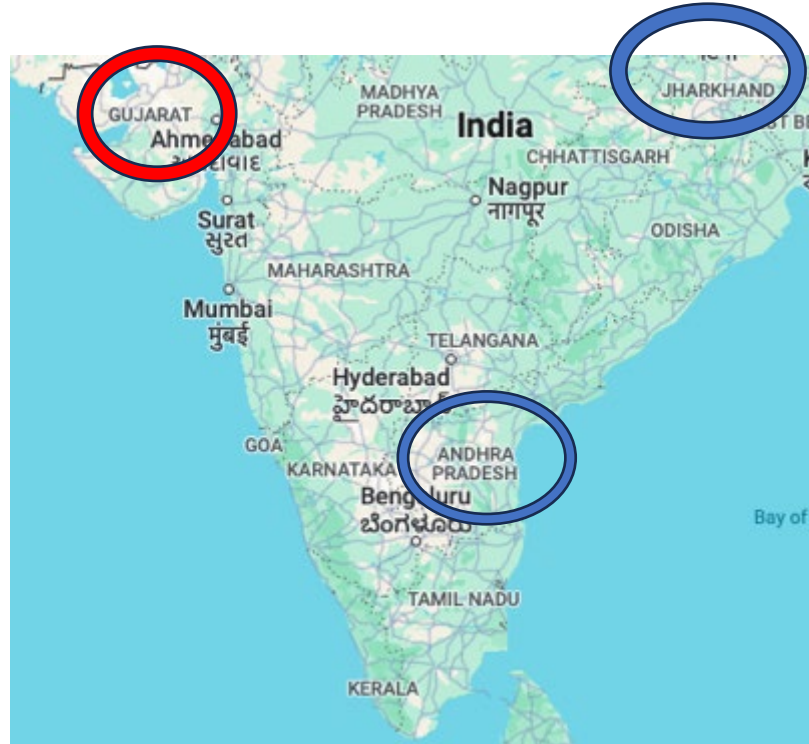 GUJARAT
Ahmedabad
MADHYA
PRADESH
India
JHARKHAND
CHHATTISGARH
Nagpur
नागपूर
Surat
સુરત
ODISHA
MAHARASHTRA
Mumbai
मुंबई
TELANGANA
Hyderabad
GOA
KARNATAKA
ANDHRA
PRADESH
Bengaluru
ಬೆಂಗಳೂರು
Bay of
TAMIL NADU
KERALA